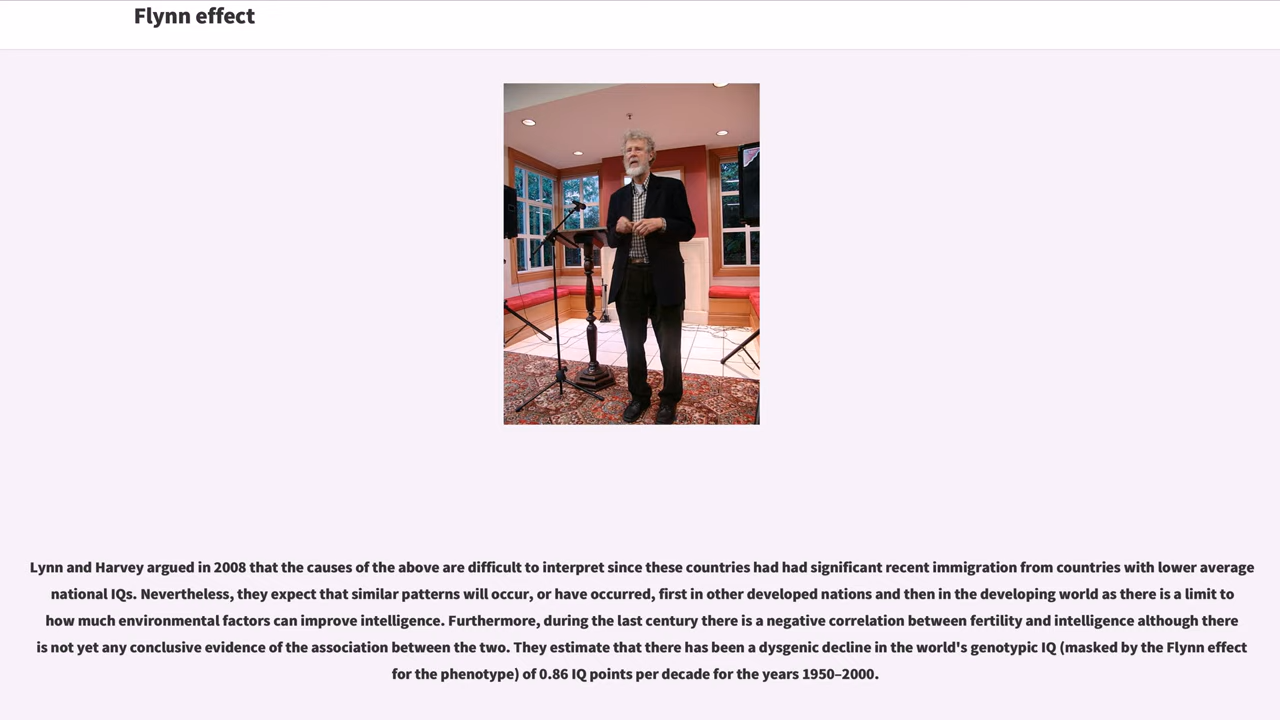 Flynn effect
Lynn and Harvey argued in 2008 that the causes of the above are difficult to interpret since these countries had had significant recent immigration from countries with lower average
national IQs. Nevertheless, they expect that similar patterns will occur, or have occurred, first in other developed nations and then in the developing world as there is a limit to
how much environmental factors can improve intelligence. Furthermore, during the last century there is a negative correlation between fertility and intelligence although there
is not yet any conclusive evidence of the association between the two. They estimate that there has been a dysgenic decline in the world's genotypic IQ (masked by the Flynn effect
for the phenotype) of 0.86 IQ points per decade for the years 1950–2000.